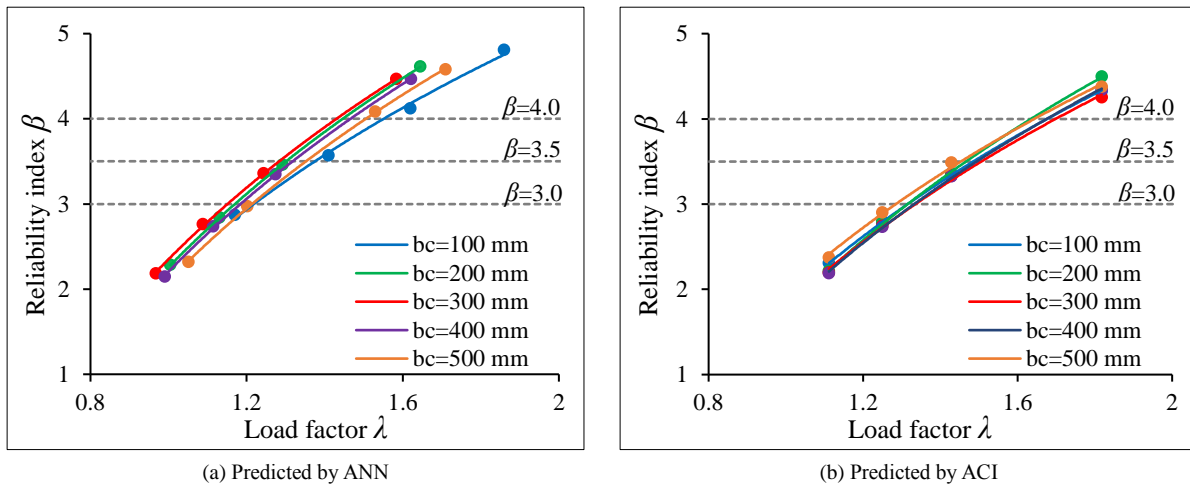 5
4
3
2
1
Reliability index β
β=4.0
β=3.5
β=3.0
bc=100 mm
bc=200 mm
bc=300 mm
bc=400 mm
bc=500 mm
0.8 1.2 1.6 2
Load factor λ
(a) Predicted by ANN
5
4
3
2
1
Reliability index β
β=4.0
β=3.5
β=3.0
bc=100 mm
bc=200 mm
bc=300 mm
bc=400 mm
bc=500 mm
0.8 1.2 1.6 2
Load factor λ
(b) Predicted by ACI